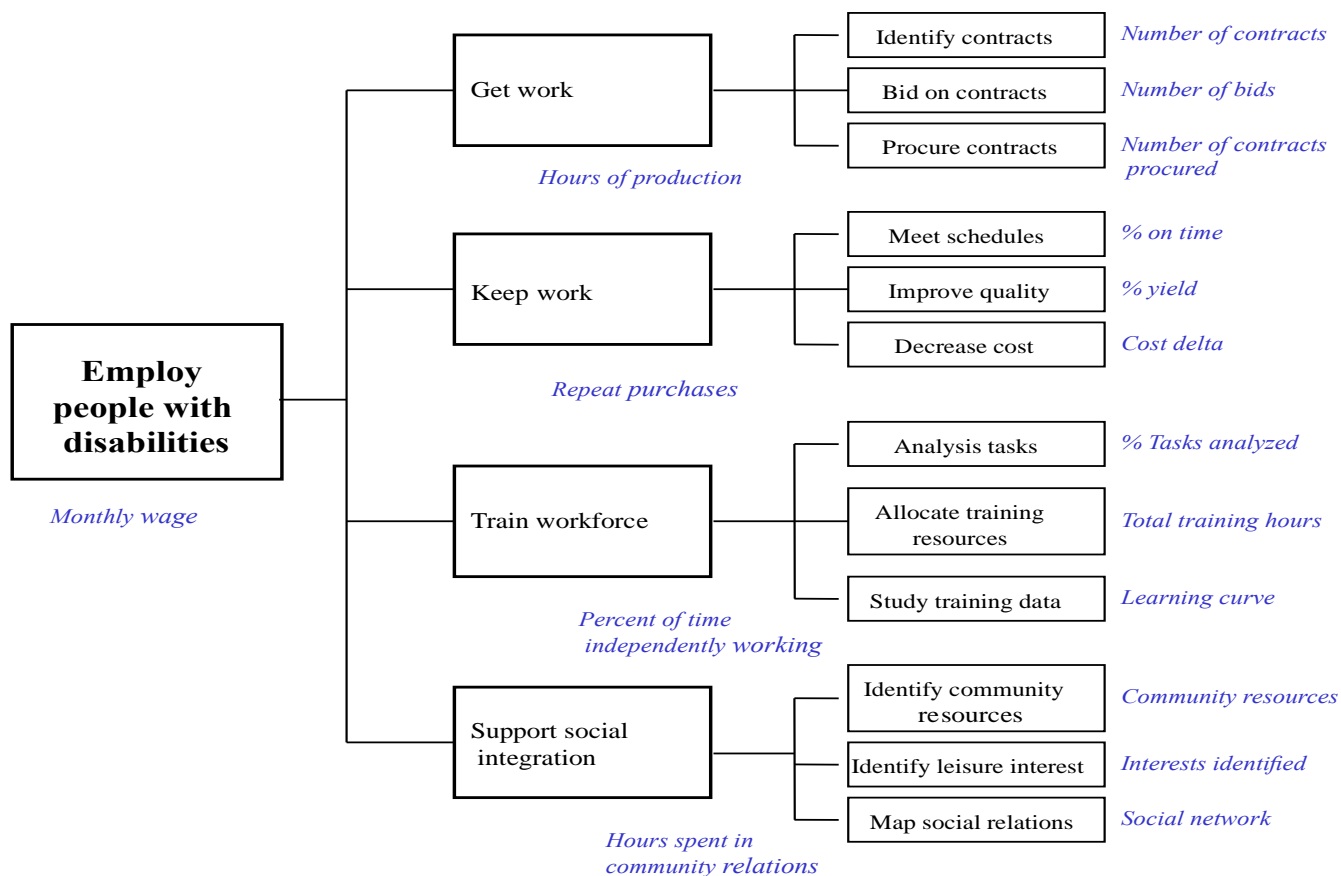 Employ
people with
disabilities
Monthly wage
Get work
Hours of production
Identify contracts
Number of contracts
Bid on contracts
Number of bids
Procure contracts
Number of contracts
procured
Keep work
Repeat purchases
Meet schedules
% on time
Improve quality
% yield
Decrease cost
Cost delta
Train workforce
Percent of time
independently working
Analysis tasks
% Tasks analyzed
Allocate training
resources
Total training hours
Study training data
Learning curve
Support social
integration
Hours spent in
community relations
Identify community
resources
Community resources
Identify leisure interest
Interests identified
Map social relations
Social network